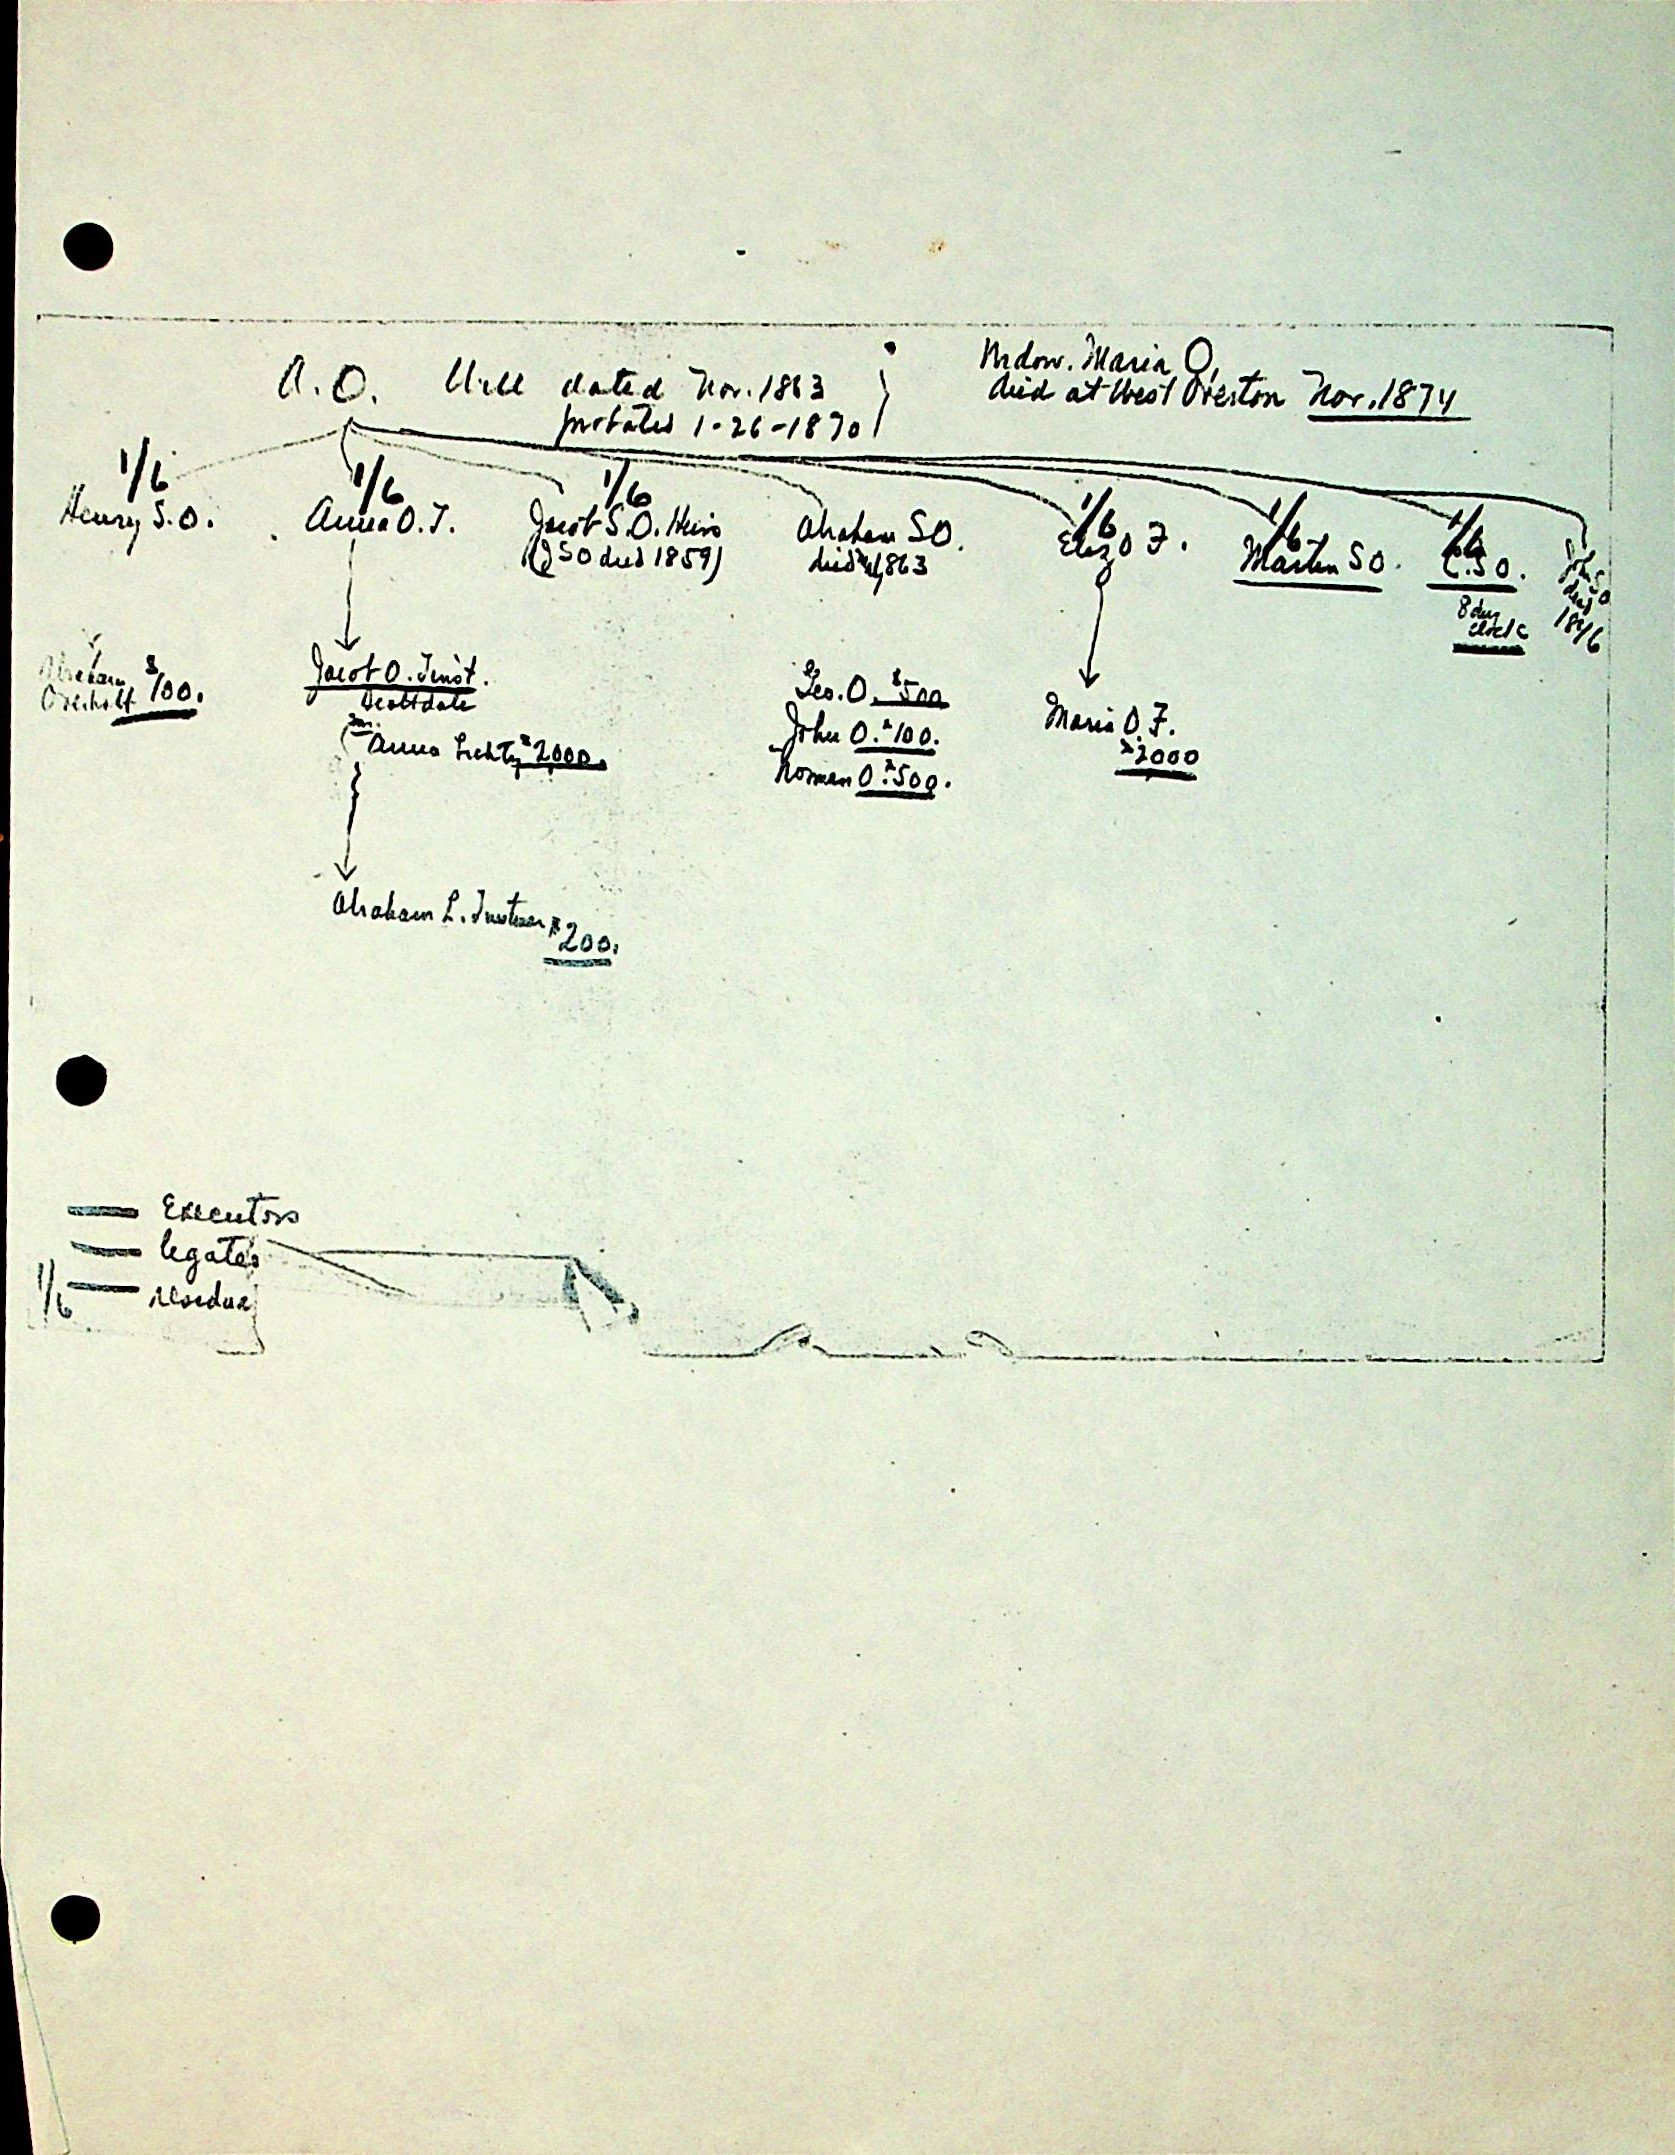 A. O. Will dated Nov. 1863
probated 1-26-1870
Widow. Maria O,
died at West Overton Nov. 1874
1/6
Henry S. O.
1/6
Anna O. T.
1/6
Jacob S. O. Heirs
(J S O died 1859)
Abraham S O.
died 1863
1/6
Eliz O F.
1/6
Martin S O.
1/6
C. S O.
8 day
clock
John S O
died
Abraham
Overholt $100.
Jacob O. Tinst.
Scottdale
m.
Anna Lichty $2000.
Abraham L. Tinstman $200.
Geo. O. $500
John O. $100.
Norman O. $500.
Maria O. F.
$2000
Executors
legatees
1/6 residue